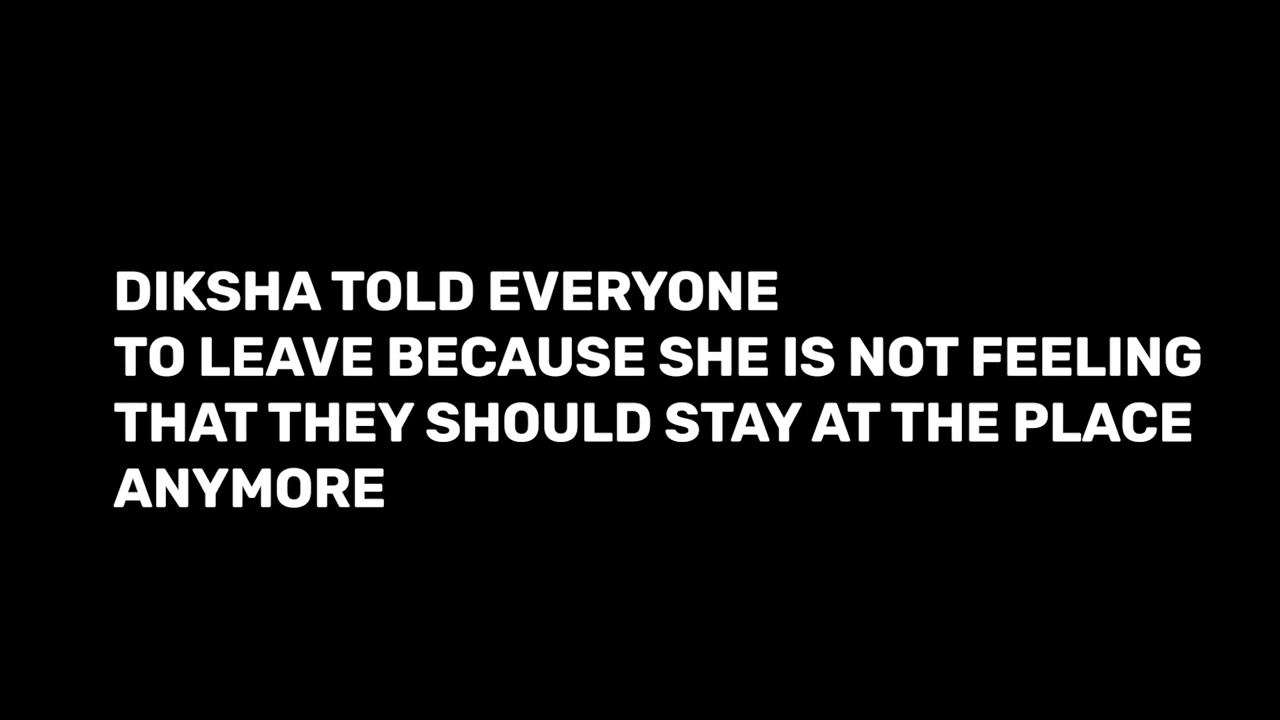 DIKSHA TOLD EVERYONE
TO LEAVE BECAUSE SHE IS NOT FEELING
THAT THEY SHOULD STAY AT THE PLACE
ANYMORE